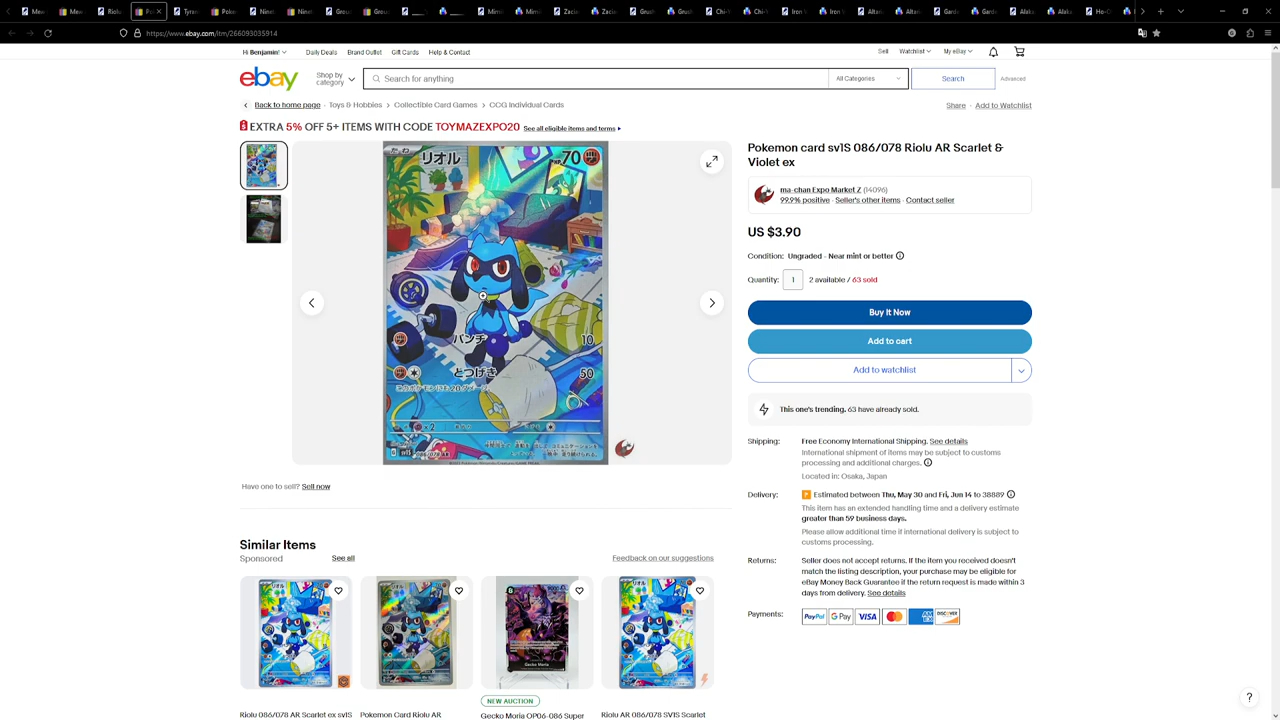 https://www.ebay.com/itm/266093035914
Hi Benjamin!
Daily Deals
Brand Outlet
Gift Cards
Help & Contact
Sell
Watchlist
My eBay
ebay
Shop by category
Search for anything
All Categories
Search
Advanced
Back to home page
Toys & Hobbies
Collectible Card Games
CCG Individual Cards
Share
Add to Watchlist
EXTRA 5% OFF 5+ ITEMS WITH CODE TOYMAZEXPO20 See all eligible items and terms
リオル
HP 70
パンチ
10
とつげき
50
Pokemon card sv1S 086/078 Riolu AR Scarlet &
Violet ex
ma-chan Expo Market Z (14096)
99.9% positive · Seller's other items · Contact seller
US $3.90
Condition: Ungraded - Near mint or better
Quantity: 1 2 available / 63 sold
Buy It Now
Add to cart
Add to watchlist
This one's trending. 63 have already sold.
Shipping: Free Economy International Shipping. See details
International shipment of items may be subject to customs
processing and additional charges.
Located in: Osaka, Japan
Delivery: Estimated between Thu, May 30 and Fri, Jun 14 to 38889
This item has an extended handling time and a delivery estimate
greater than 59 business days.
Please allow additional time if international delivery is subject to
customs processing.
Returns: Seller does not accept returns. If the item you received doesn't
match the listing description, your purchase may be eligible for
eBay Money Back Guarantee if the return request is made within 3
days from delivery. See details
Payments: PayPal G Pay VISA AM EX DISCOVER
Have one to sell? Sell now
Similar Items
Sponsored
See all
Feedback on our suggestions
NEW AUCTION
Riolu 086/078 AR Scarlet ex sv1S
Pokemon Card Riolu AR
Gecko Moria OP06-086 Super
Riolu AR 086/078 SV1S Scarlet
Gecko Moria